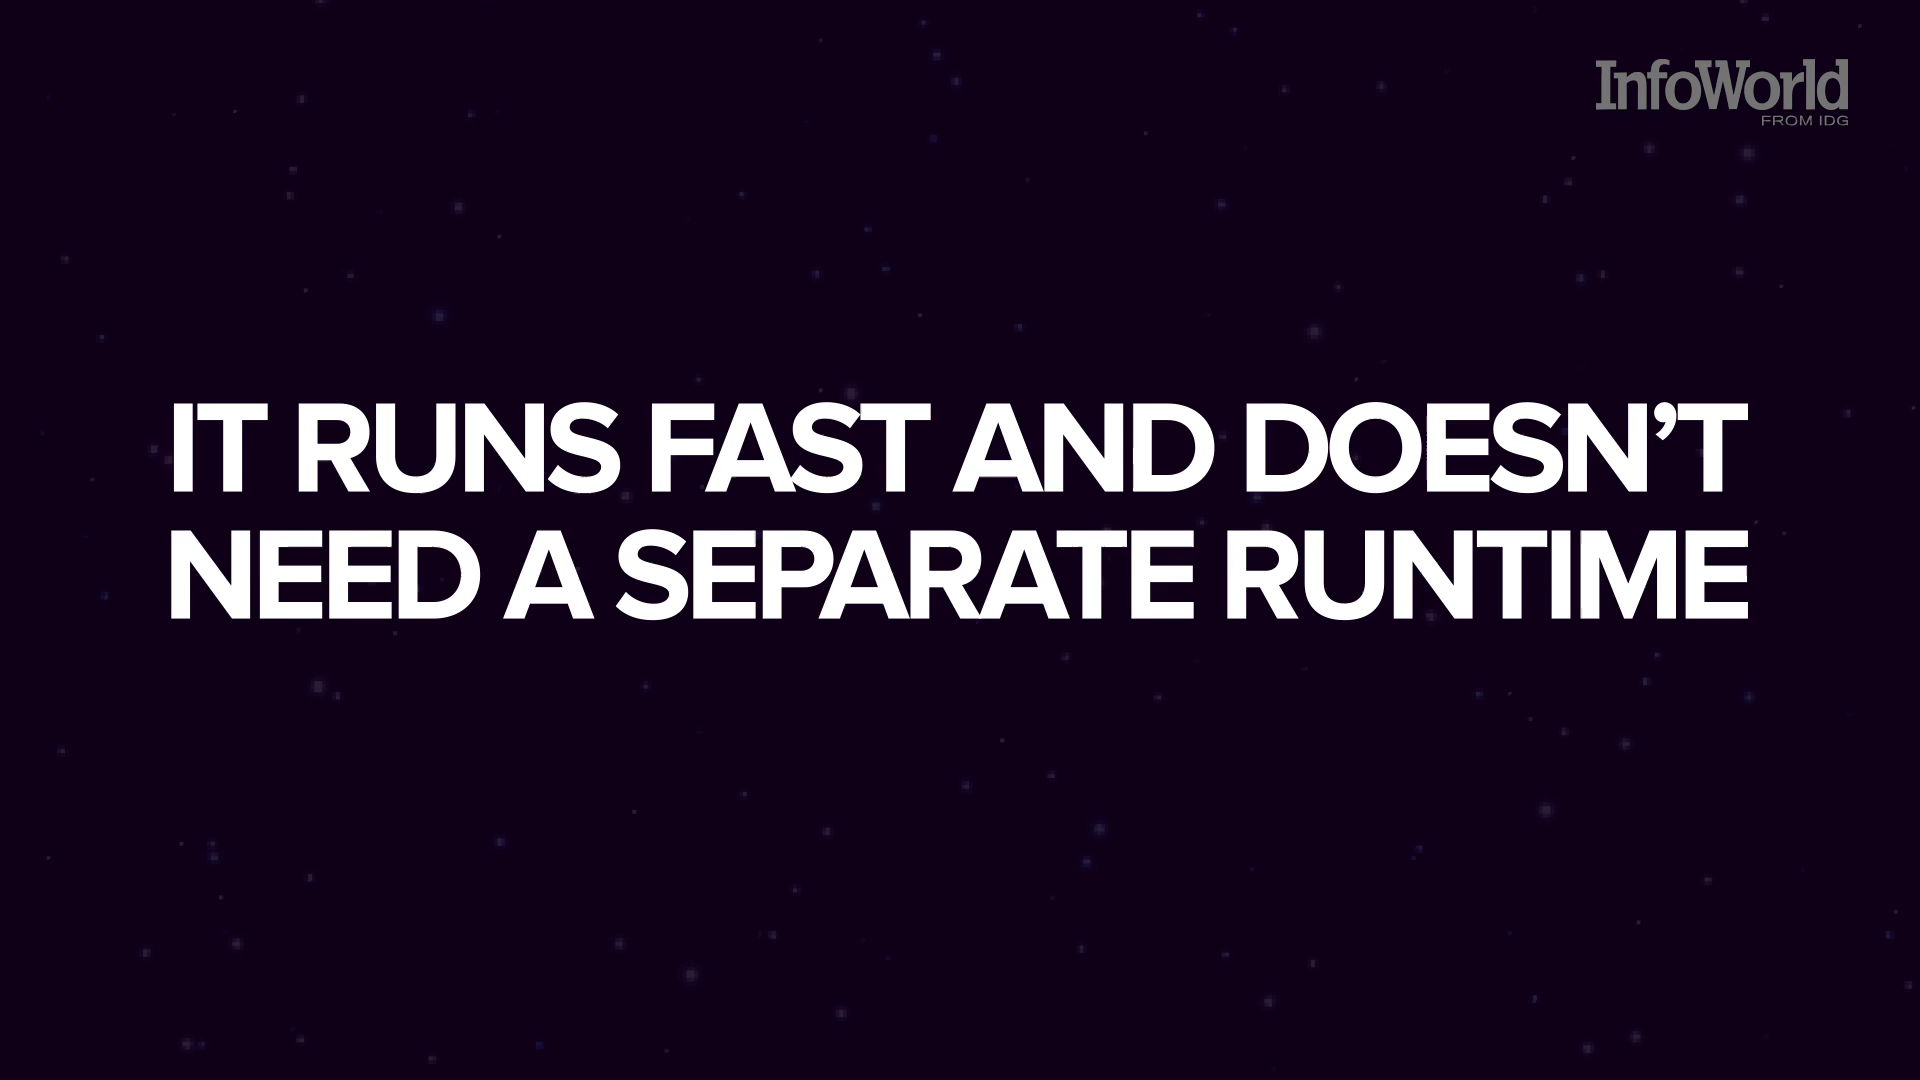 InfoWorld
FROM IDG
IT RUNS FAST AND DOESN’T
NEED A SEPARATE RUNTIME